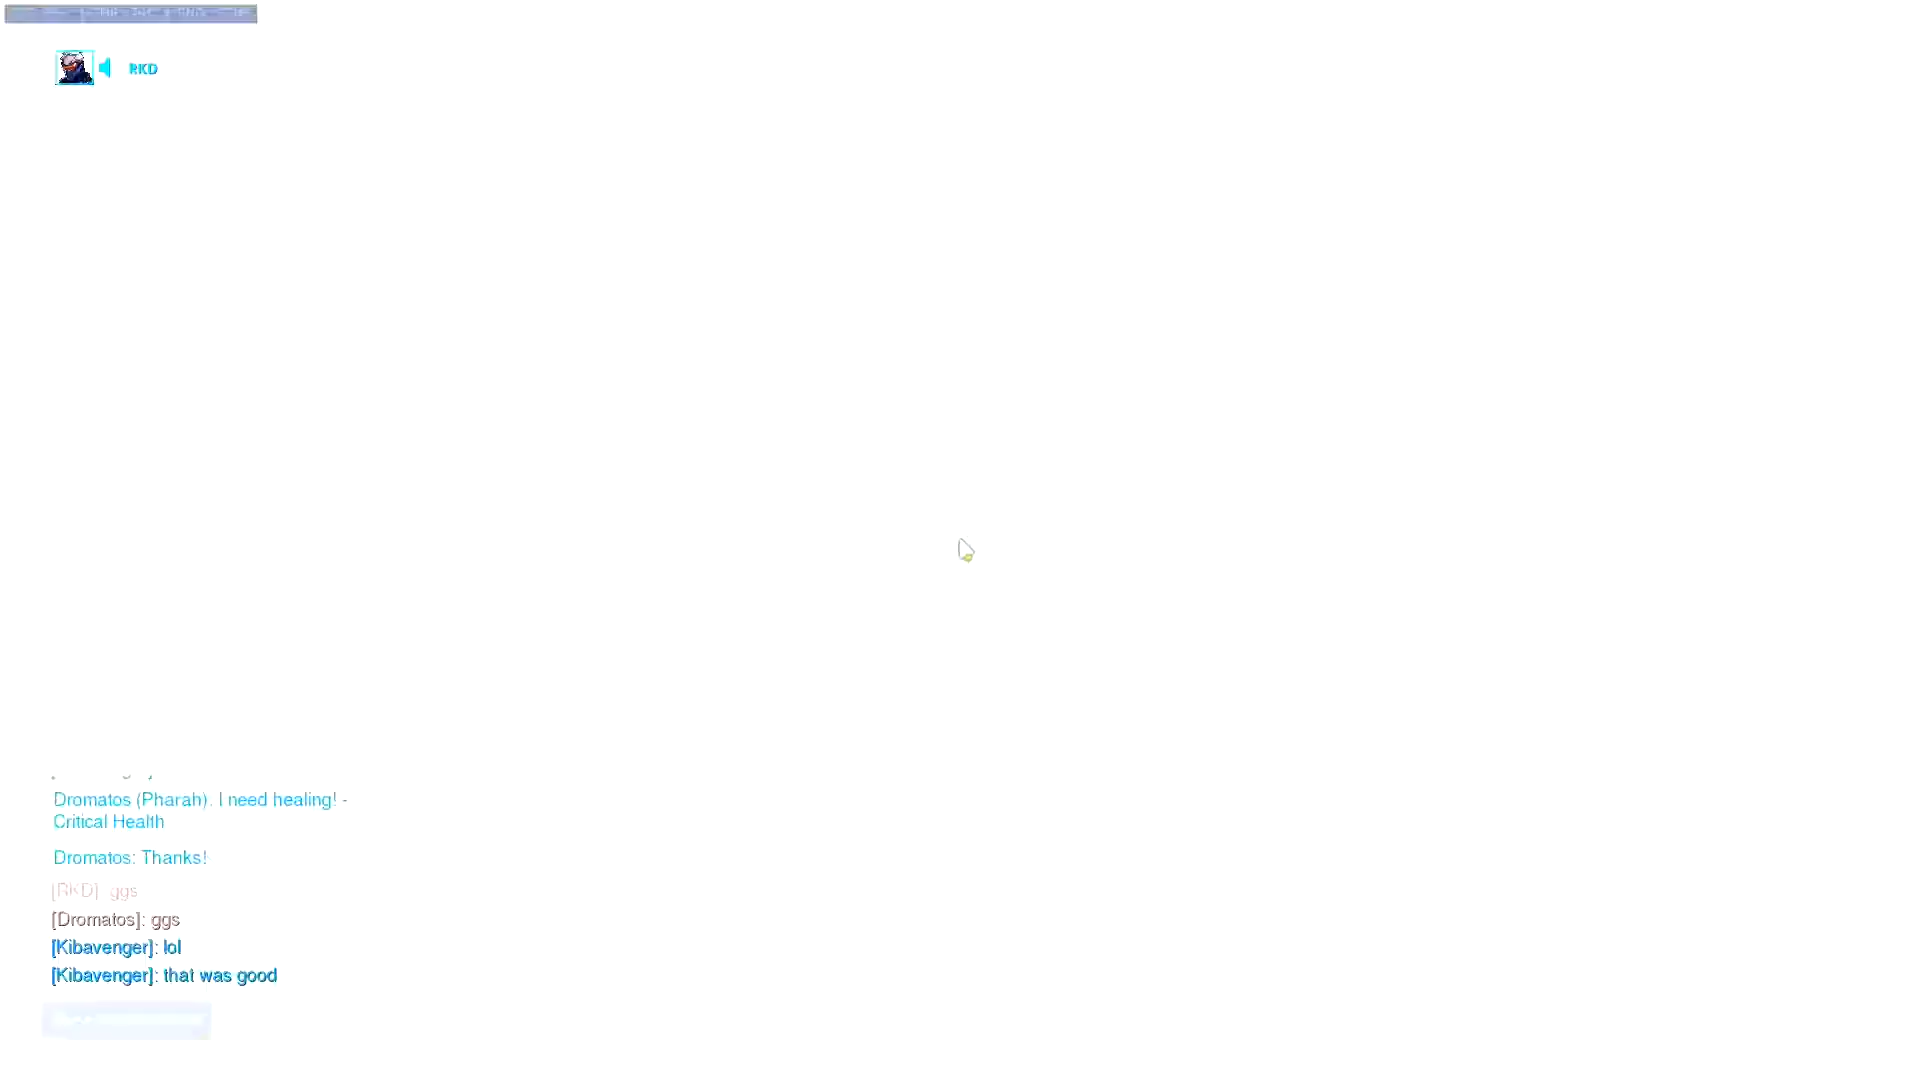 RKD
Dromatos (Pharah). I need healing! -
Critical Health
Dromatos: Thanks!
[RKD]: ggs
[Dromatos]: ggs
[Kibavenger]: lol
[Kibavenger]: that was good